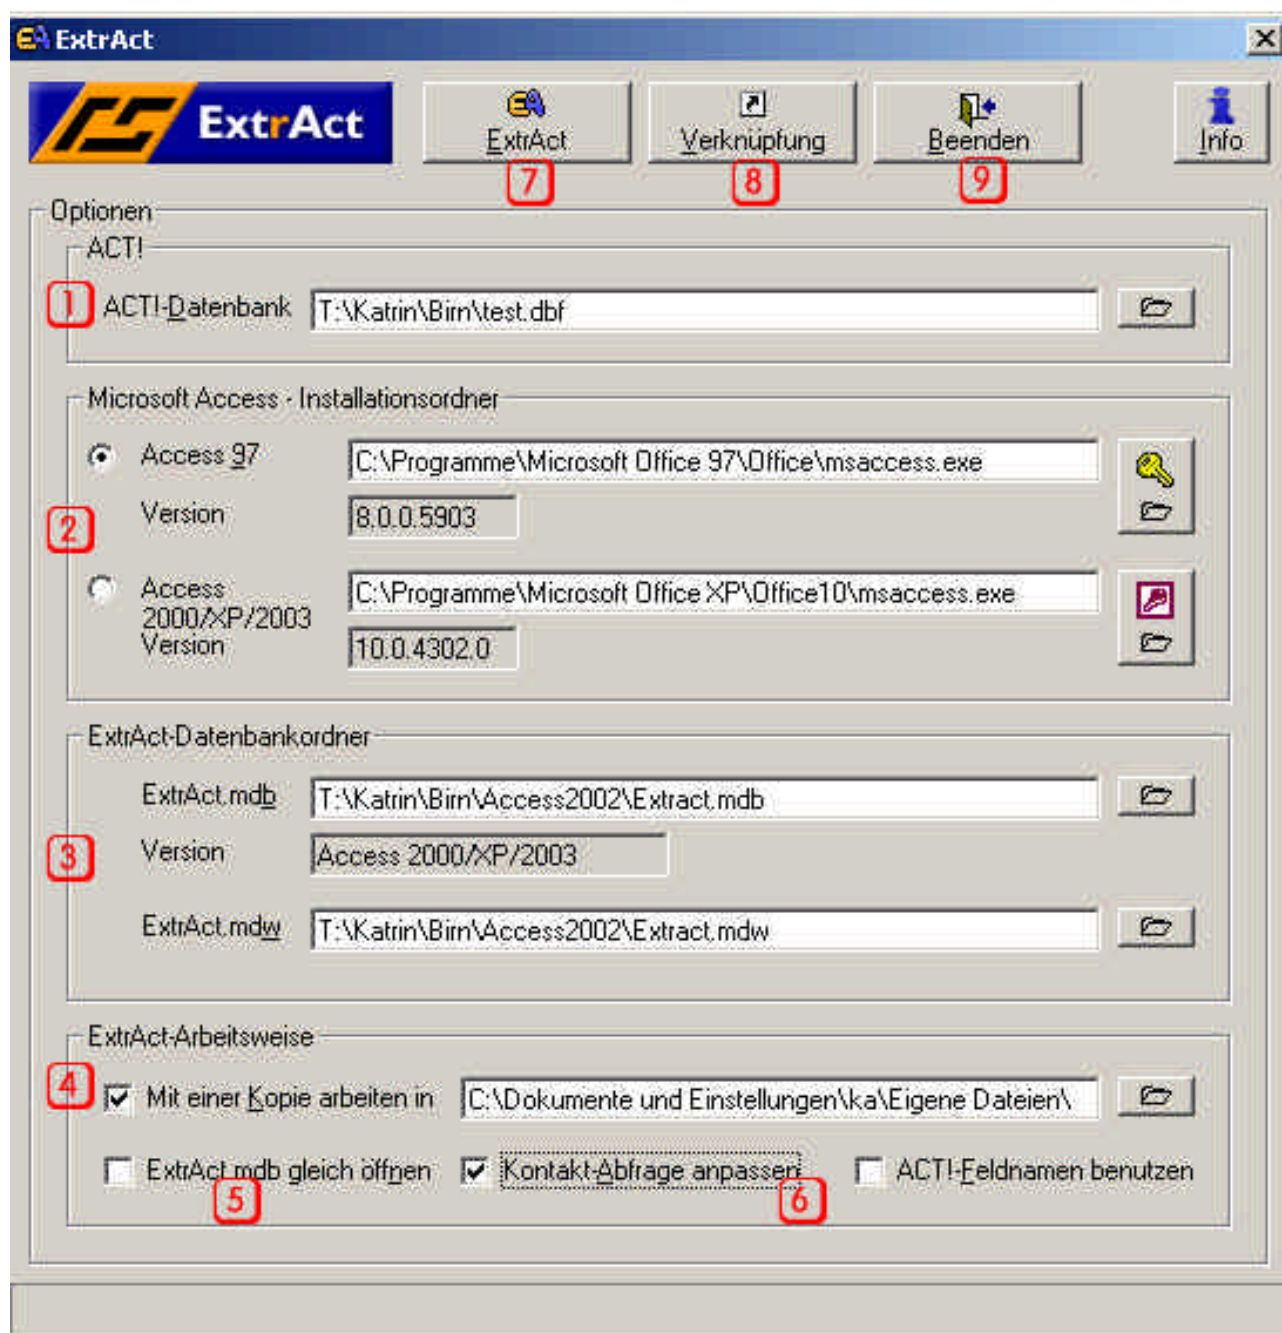 ExtrAct
ExtrAct
ExtrAct
Verknüpfung
Beenden
Info
7
8
9
Optionen
ACT!
1
ACT!-Datenbank
T:\Katrin\Birn\test.dbf
Microsoft Access - Installationsordner
Access 97
C:\Programme\Microsoft Office 97\Office\msaccess.exe
2
Version
8.0.0.5903
Access
2000/XP/2003
C:\Programme\Microsoft Office XP\Office10\msaccess.exe
Version
10.0.4302.0
ExtrAct-Datenbankordner
ExtrAct.mdb
T:\Katrin\Birn\Access2002\Extract.mdb
3
Version
Access 2000/XP/2003
ExtrAct.mdw
T:\Katrin\Birn\Access2002\Extract.mdw
ExtrAct-Arbeitsweise
4
Mit einer Kopie arbeiten in
C:\Dokumente und Einstellungen\ka\Eigene Dateien\
ExtrAct.mdb gleich öffnen
Kontakt-Abfrage anpassen
ACT!-Feldnamen benutzen
5
6